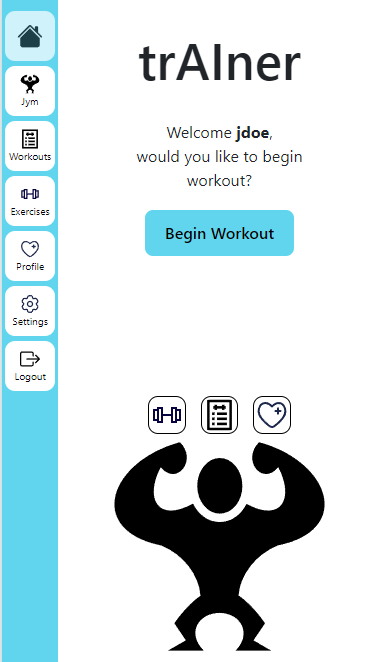 trAIner
Jym
Workouts
Exercises
Profile
Settings
Logout
Welcome jdoe,
would you like to begin
workout?
Begin Workout